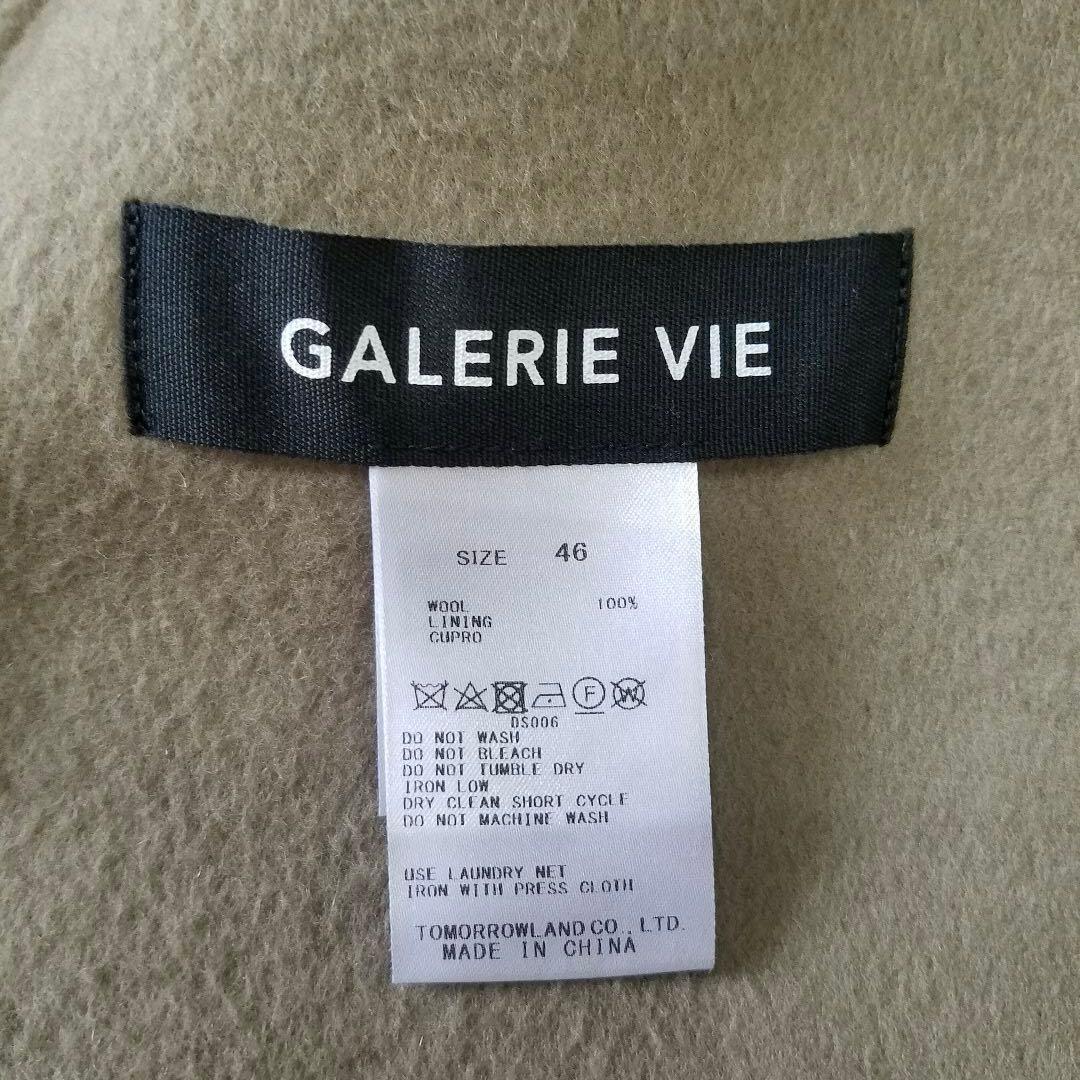 GALERIE VIE
SIZE 46
WOOL 100%
LINING
CUPRO
F W
DS006
DO NOT WASH
DO NOT BLEACH
DO NOT TUMBLE DRY
IRON LOW
DRY CLEAN SHORT CYCLE
DO NOT MACHINE WASH
USE LAUNDRY NET
IRON WITH PRESS CLOTH
TOMORROWLAND CO., LTD.
MADE IN CHINA